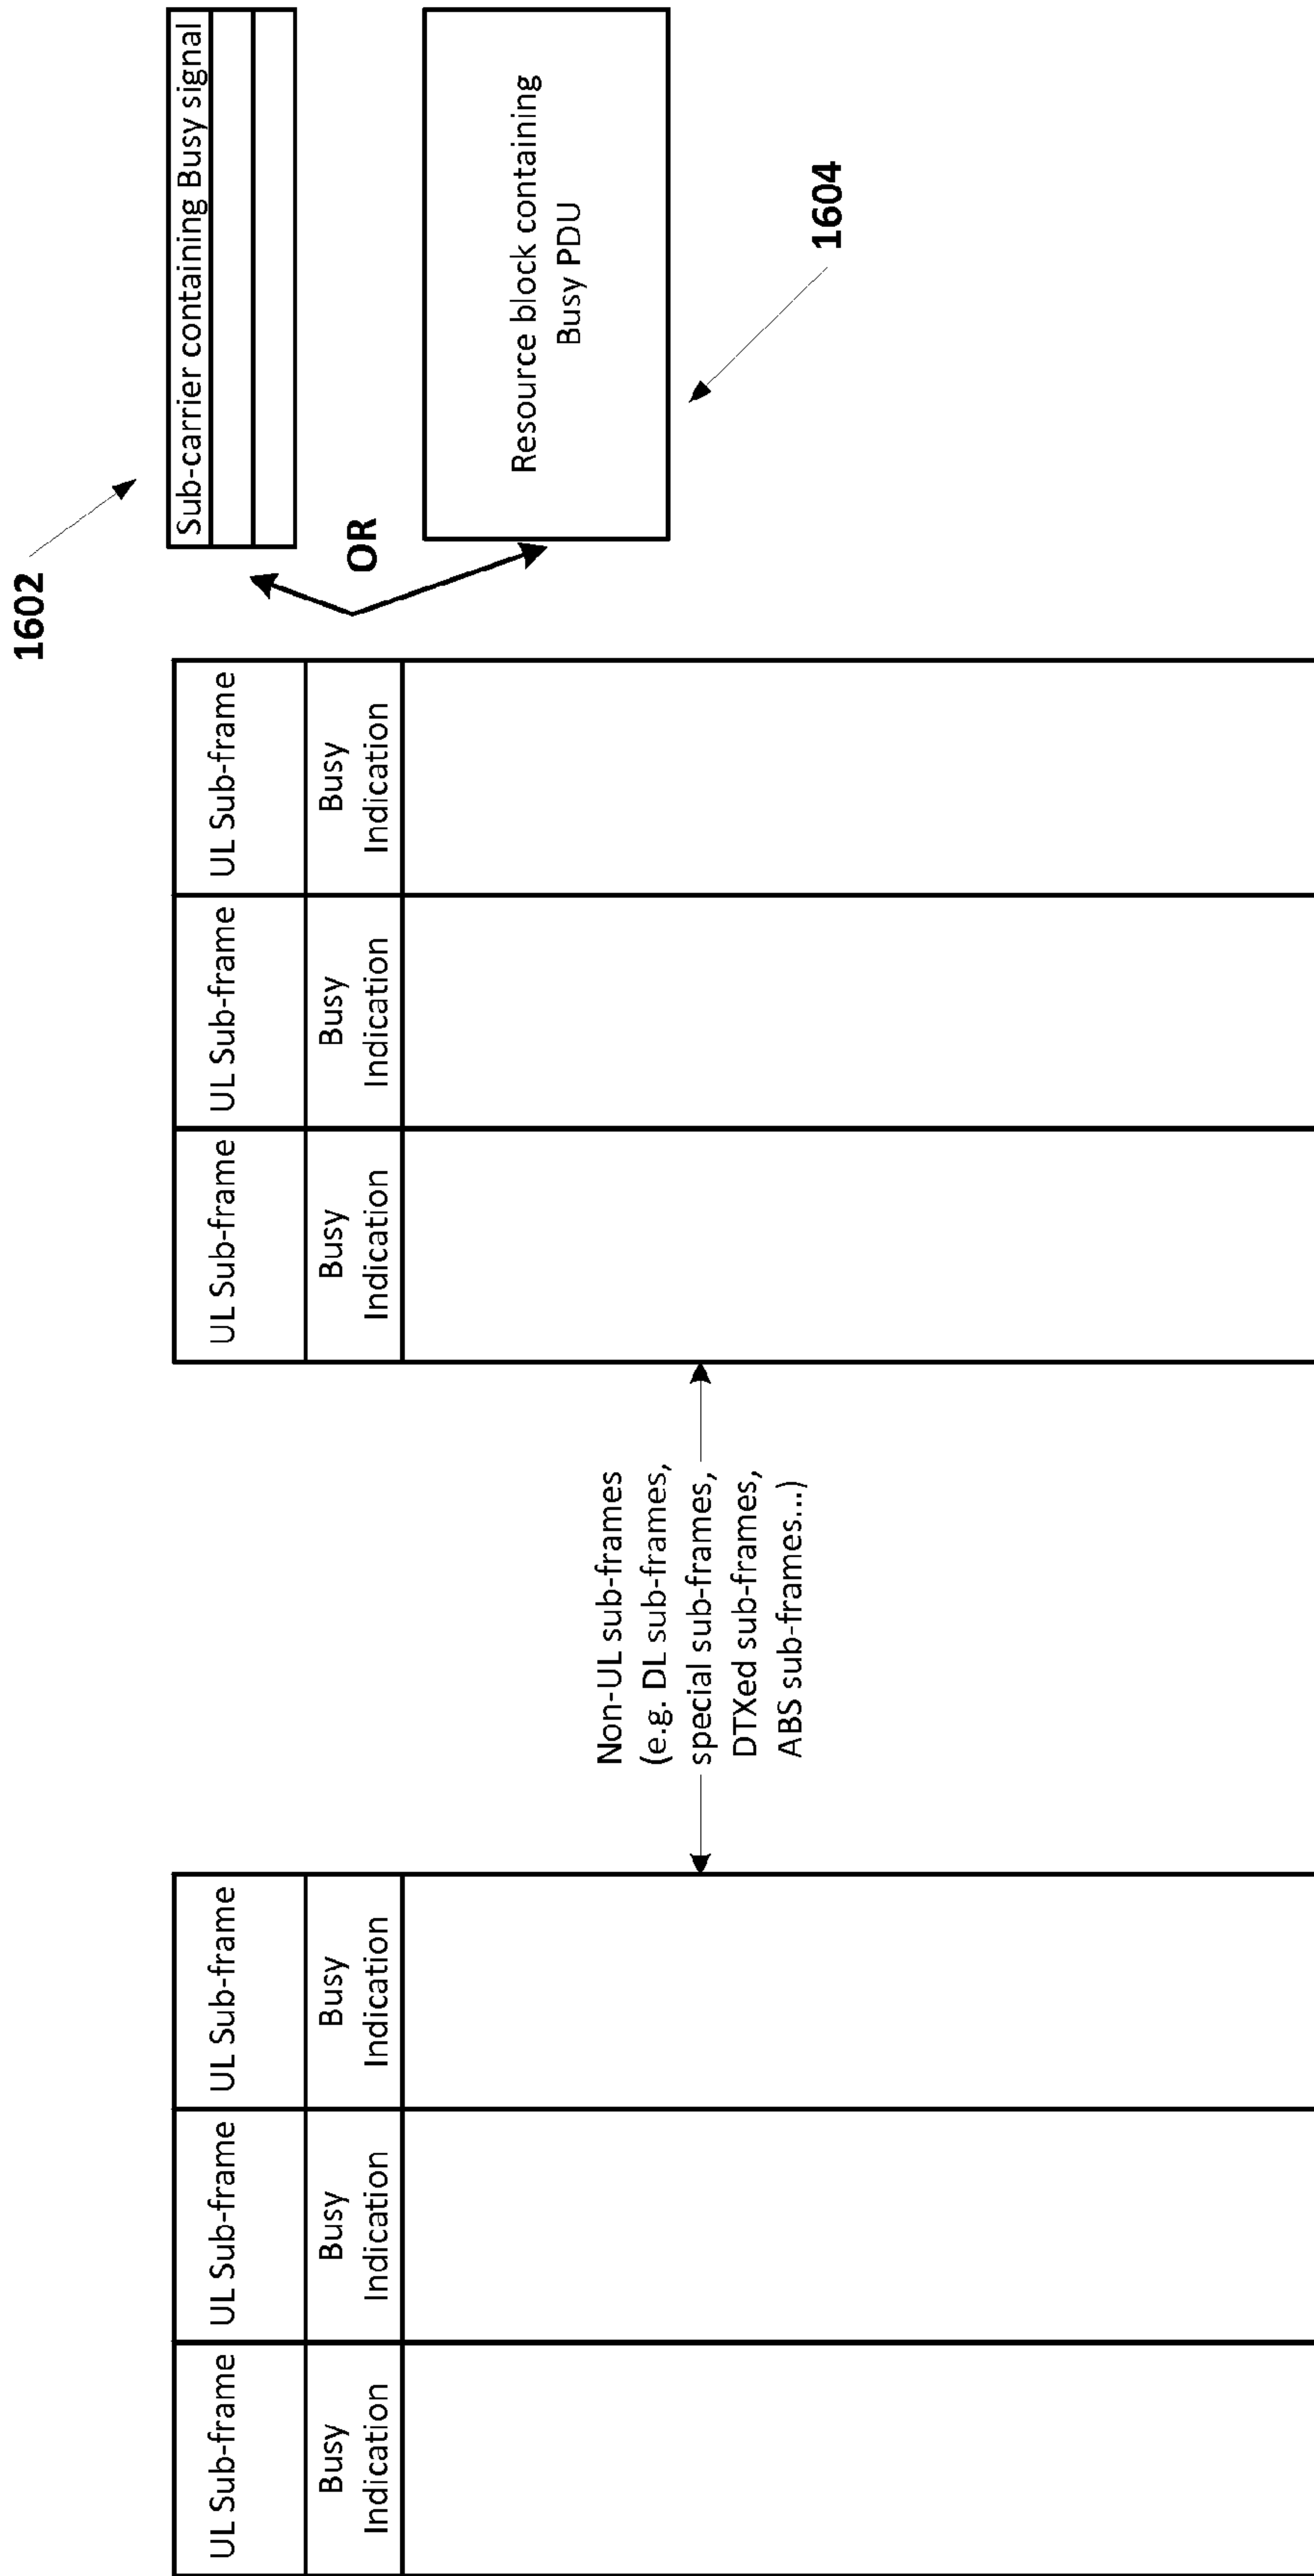 1602
UL Sub-frame
UL Sub-frame
UL Sub-frame
UL Sub-frame
UL Sub-frame
UL Sub-frame
Sub-carrier containing Busy signal
Busy
Indication
Busy
Indication
Busy
Indication
Busy
Indication
Busy
Indication
Busy
Indication
OR
Non-UL sub-frames
(e.g. DL sub-frames,
special sub-frames,
DTXed sub-frames,
ABS sub-frames...)
Resource block containing
Busy PDU
1604